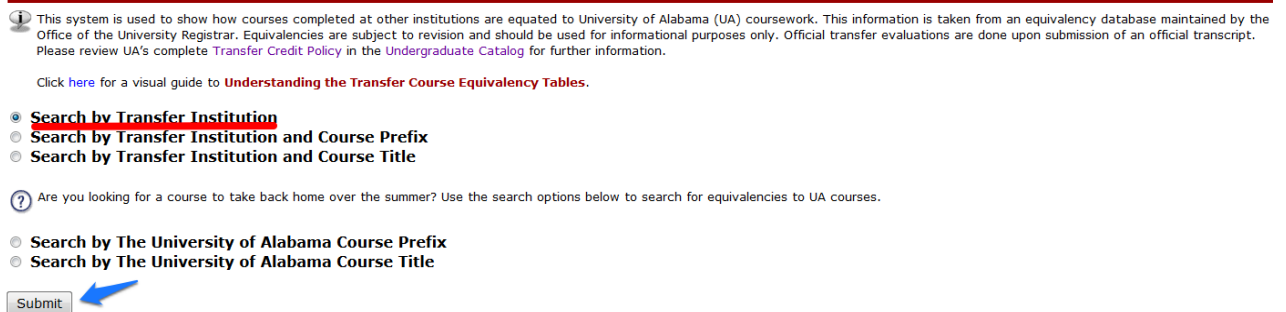 This system is used to show how courses completed at other institutions are equated to University of Alabama (UA) coursework. This information is taken from an equivalency database maintained by the
Office of the University Registrar. Equivalencies are subject to revision and should be used for informational purposes only. Official transfer evaluations are done upon submission of an official transcript.
Please review UA's complete Transfer Credit Policy in the Undergraduate Catalog for further information.
Click here for a visual guide to Understanding the Transfer Course Equivalency Tables.
Search by Transfer Institution
Search by Transfer Institution and Course Prefix
Search by Transfer Institution and Course Title
Are you looking for a course to take back home over the summer? Use the search options below to search for equivalencies to UA courses.
Search by The University of Alabama Course Prefix
Search by The University of Alabama Course Title
Submit